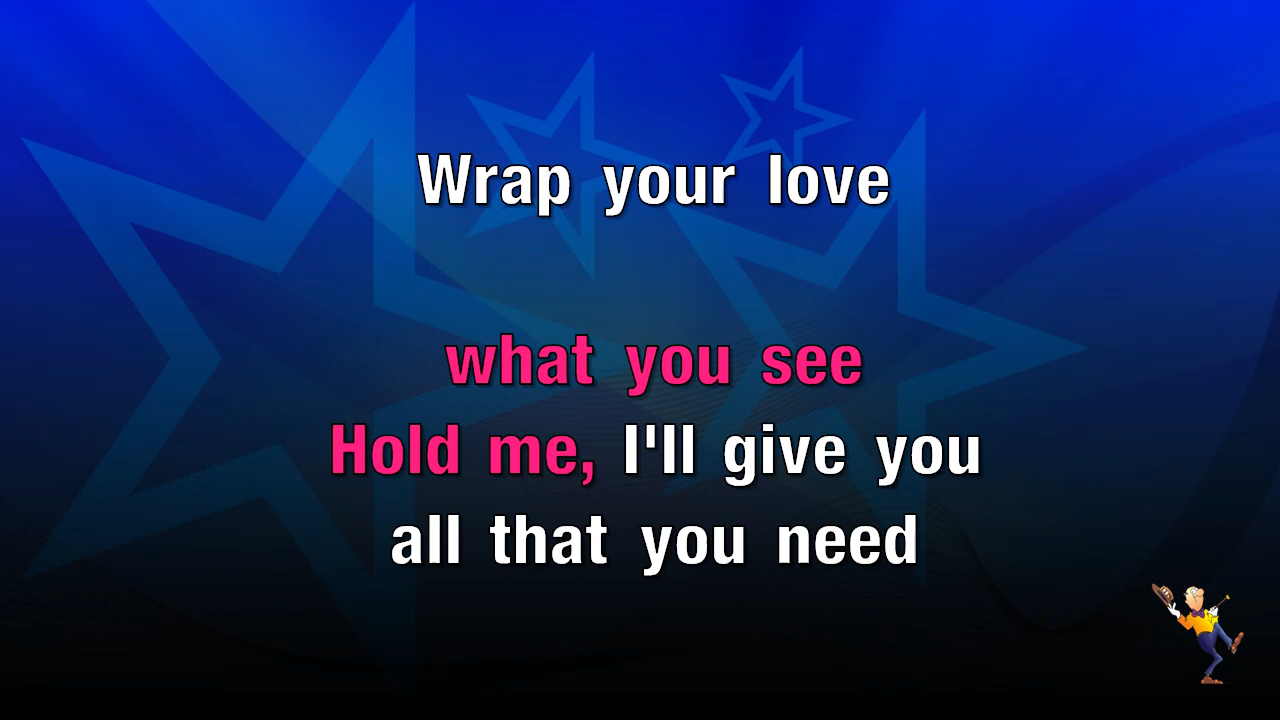 Wrap your love
what you see
Hold me, I'll give you
all that you need